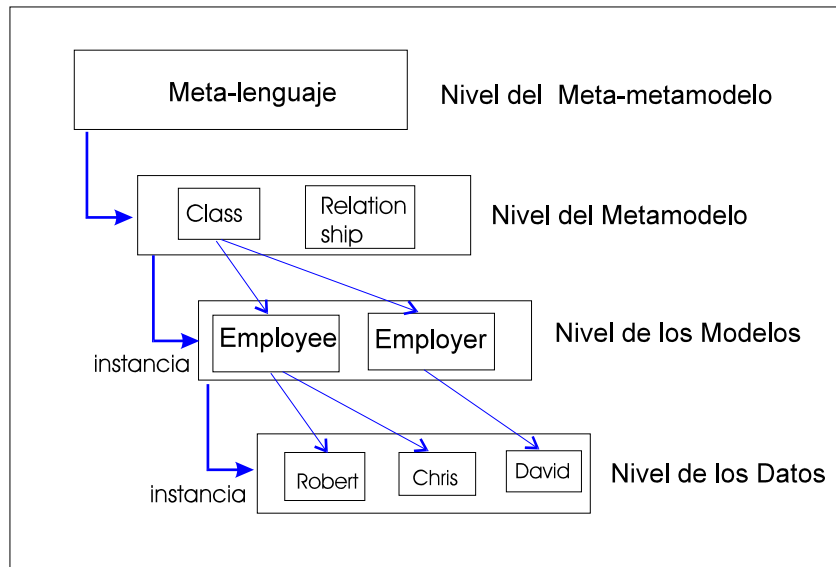 Meta-lenguaje
Nivel del Meta-metamodelo
Class
Relation
ship
Nivel del Metamodelo
Employee
Employer
Nivel de los Modelos
instancia
Robert
Chris
David
Nivel de los Datos
instancia